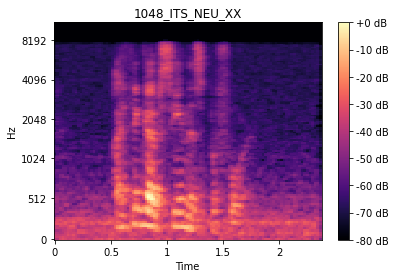 1048_ITS_NEU_XX
+0 dB
8192
-10 dB
4096
-20 dB
-30 dB
2048
-40 dB
Hz
1024
-50 dB
512
-60 dB
-70 dB
0
-80 dB
0 0.5 1 1.5 2
Time